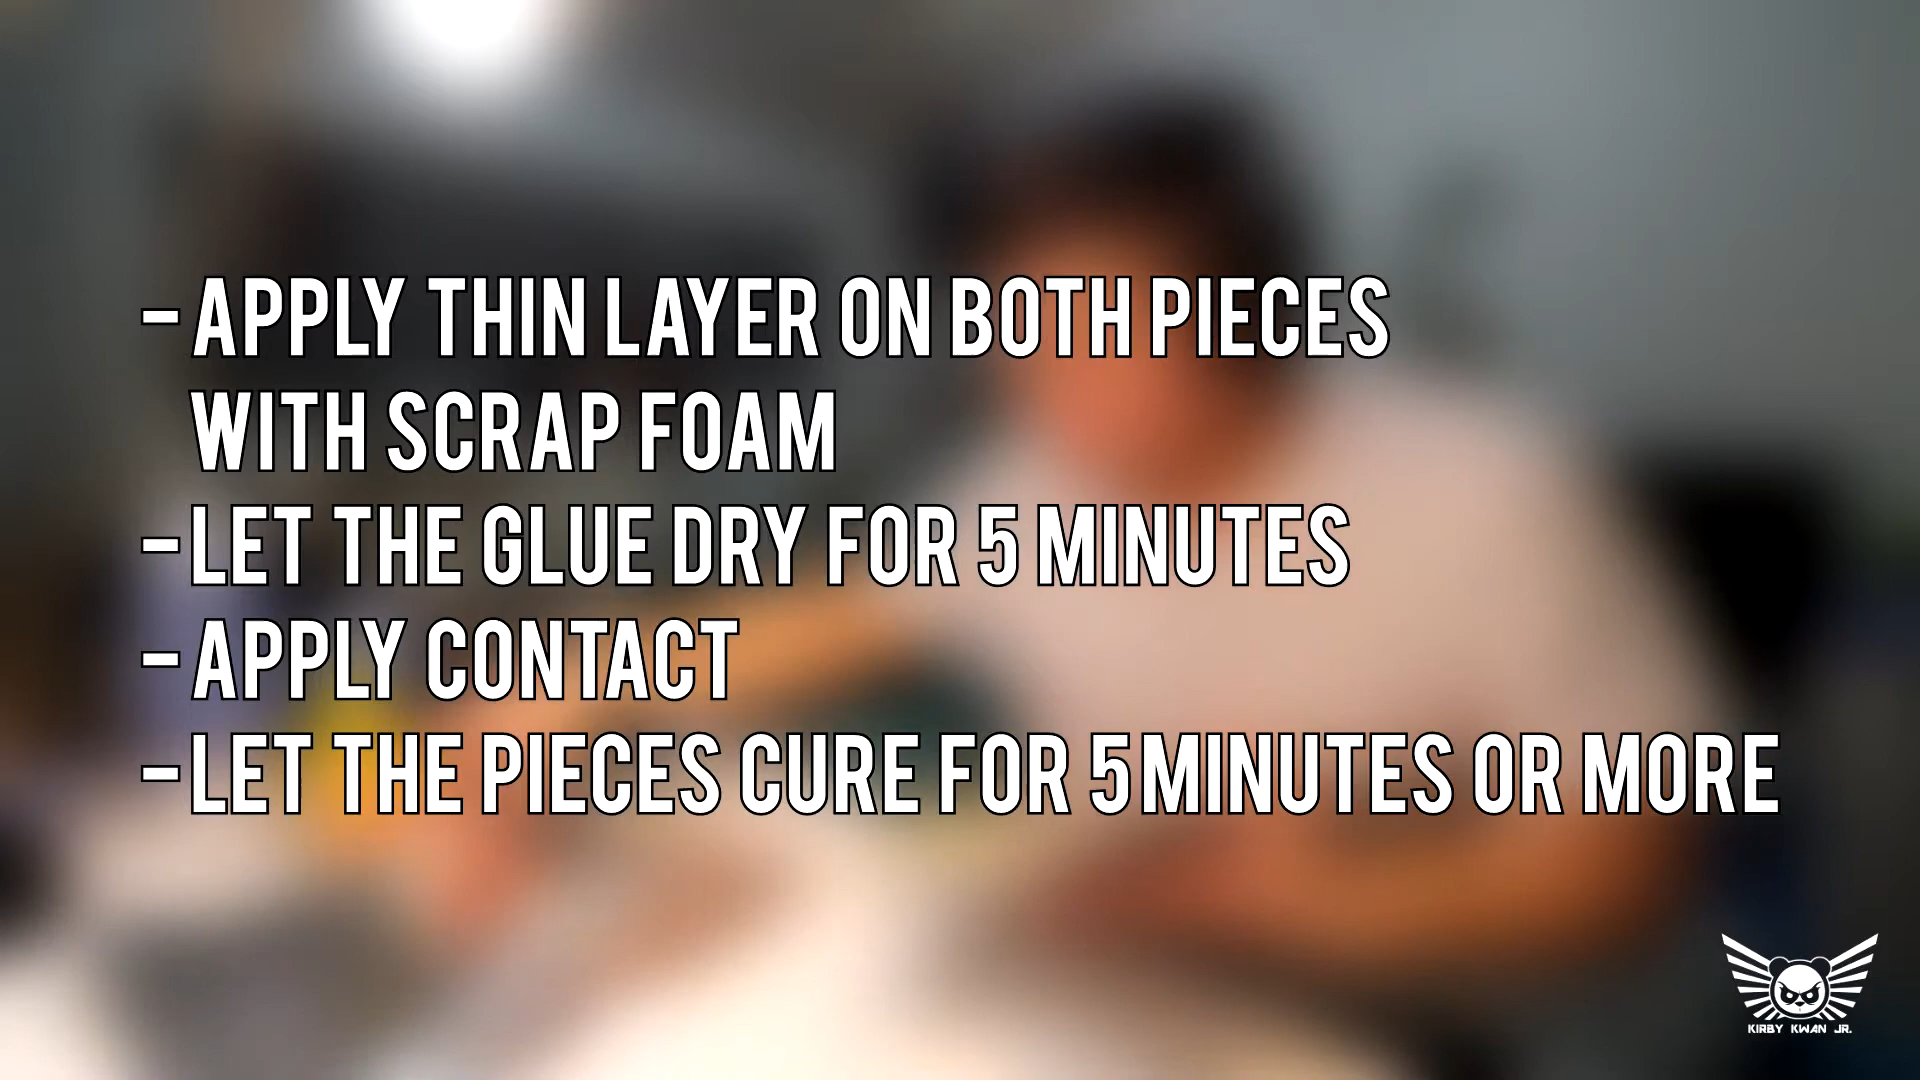 - APPLY THIN LAYER ON BOTH PIECES
WITH SCRAP FOAM
- LET THE GLUE DRY FOR 5 MINUTES
- APPLY CONTACT
- LET THE PIECES CURE FOR 5 MINUTES OR MORE
KIRBY KWAN JR.